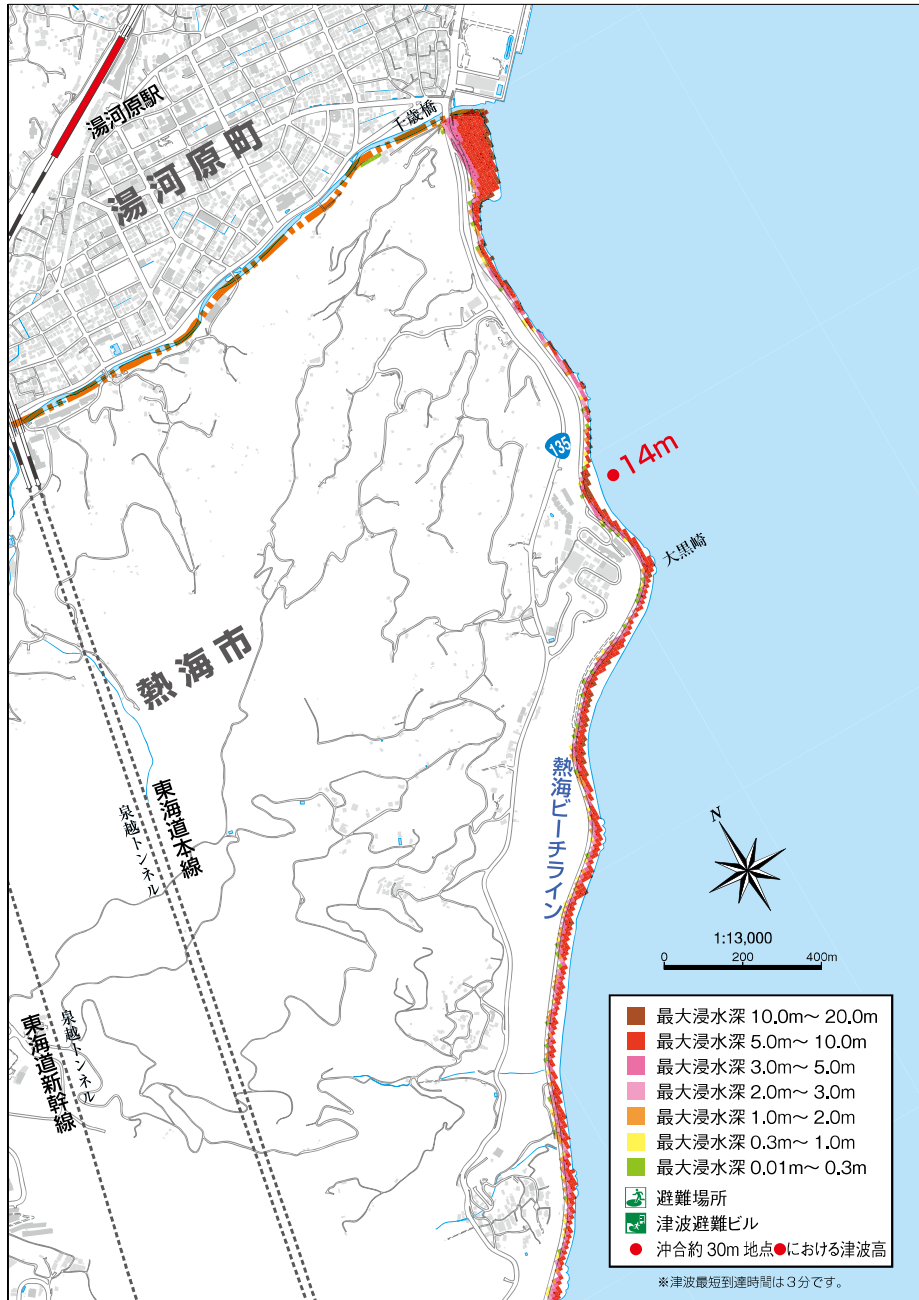 湯河原駅
千歳橋
湯河原町
135
14m
大黒崎
熱海市
熱海ビーチライン
東海道本線
泉越トンネル
東海道新幹線
泉越トンネル
N
1:13,000
0 200 400m
最大浸水深 10.0m～ 20.0m
最大浸水深 5.0m～ 10.0m
最大浸水深 3.0m～ 5.0m
最大浸水深 2.0m～ 3.0m
最大浸水深 1.0m～ 2.0m
最大浸水深 0.3m～ 1.0m
最大浸水深 0.01m～ 0.3m
避難場所
津波避難ビル
沖合約 30m 地点●における津波高
※津波最短到達時間は３分です。